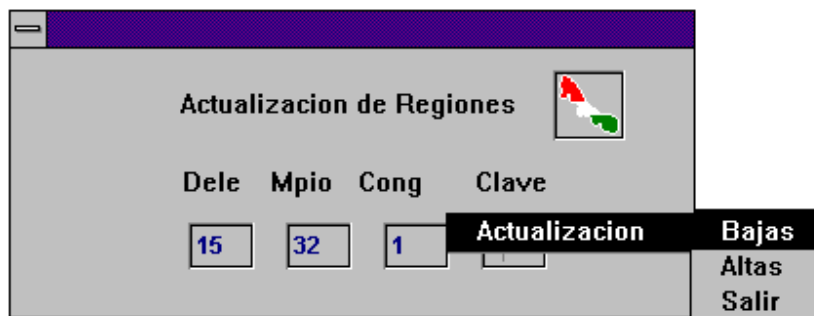 Actualizacion de Regiones
Dele Mpio Cong Clave
15 32 1
Actualizacion Bajas
Altas
Salir